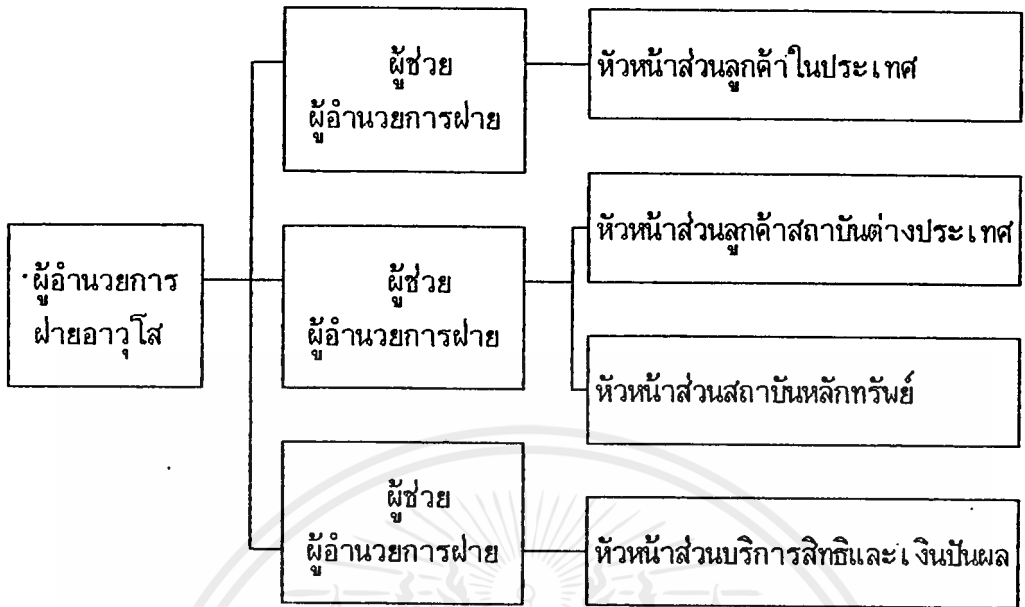 ผู้อำนวยการ
ฝ่ายอาวุโส
ผู้ช่วย
ผู้อำนวยการฝ่าย
หัวหน้าส่วนลูกค้าในประเทศ
ผู้ช่วย
ผู้อำนวยการฝ่าย
หัวหน้าส่วนลูกค้าสถาบันต่างประเทศ
หัวหน้าส่วนสถาบันหลักทรัพย์
ผู้ช่วย
ผู้อำนวยการฝ่าย
หัวหน้าส่วนบริการสิทธิและเงินปันผล